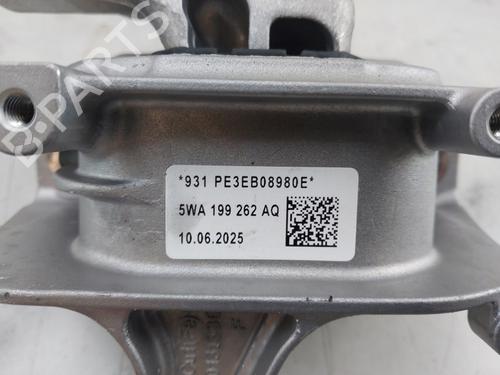 B-PARTS
*931 PE3EB08980E*
5WA 199 262 AQ
10.06.2025